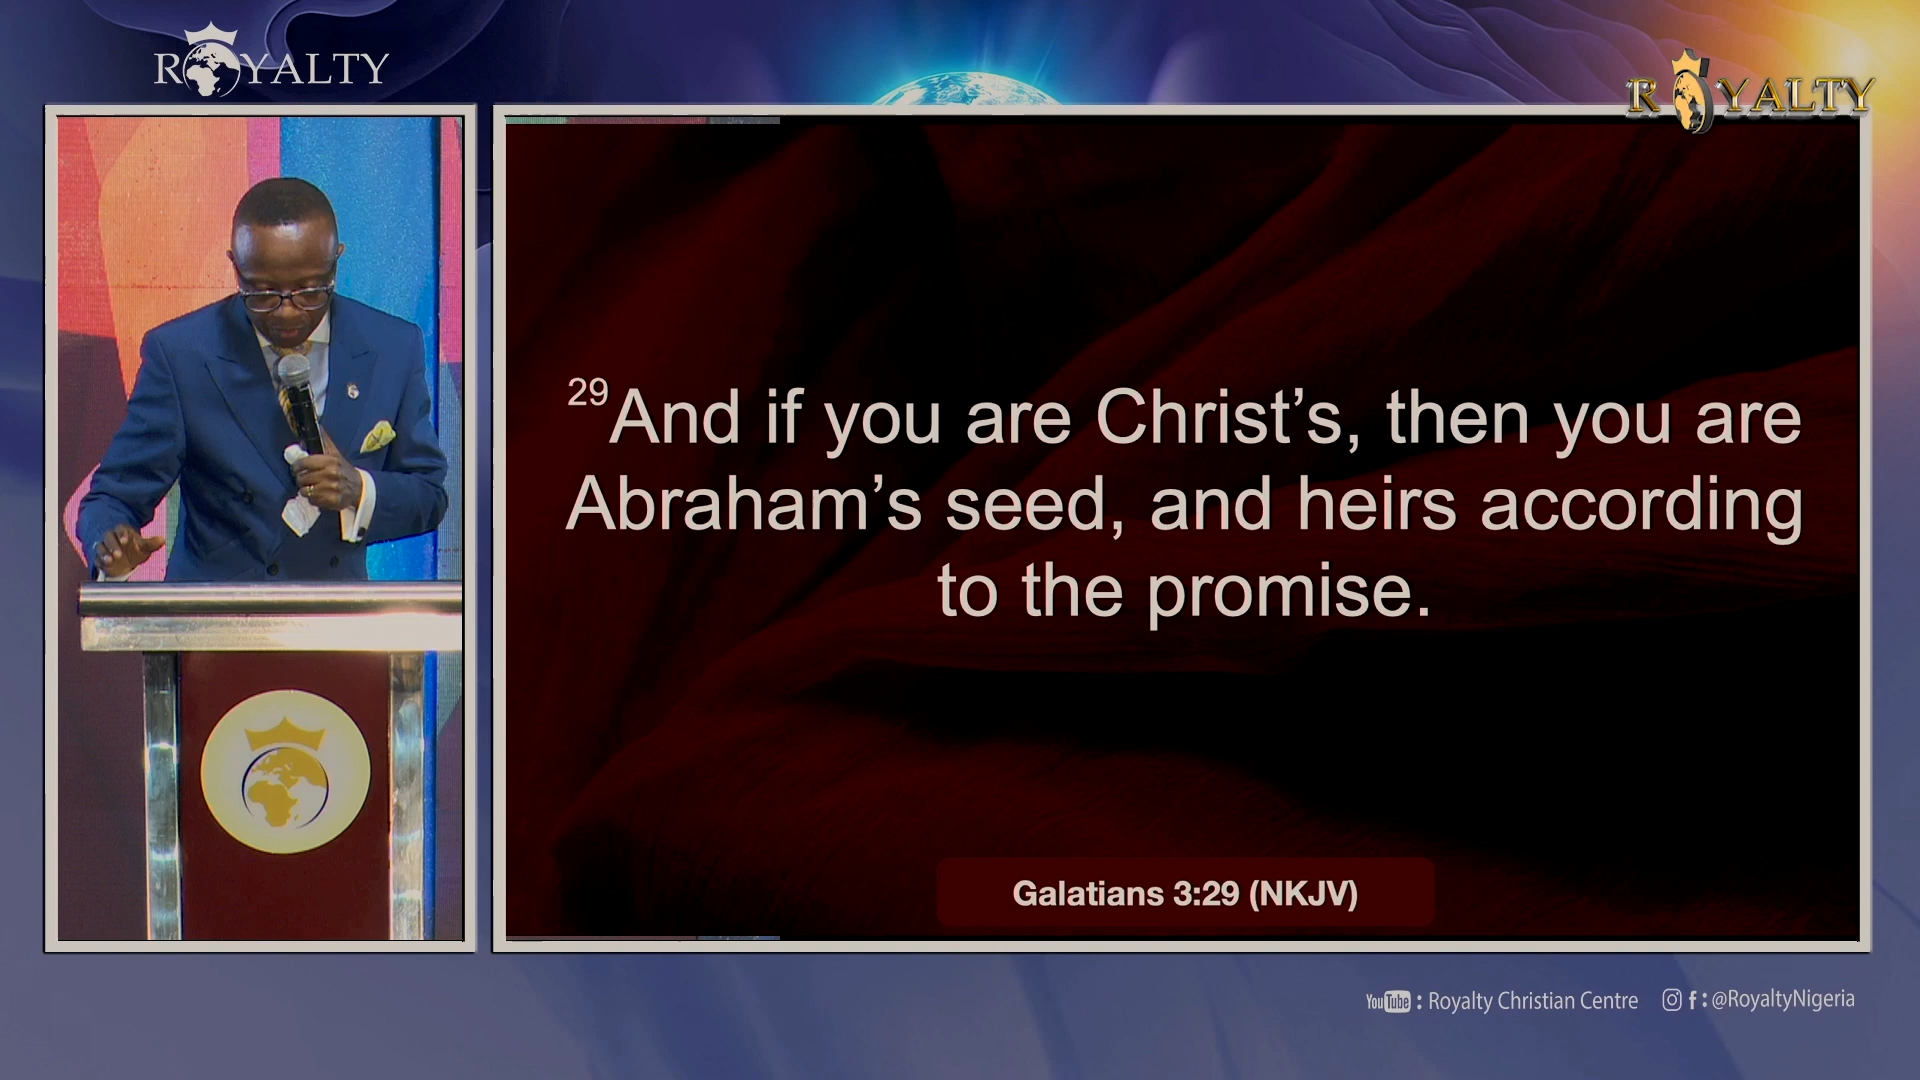 ROYALTY
ROYALTY
29And if you are Christ’s, then you are
Abraham’s seed, and heirs according
to the promise.
Galatians 3:29 (NKJV)
YouTube : Royalty Christian Centre f : @RoyaltyNigeria